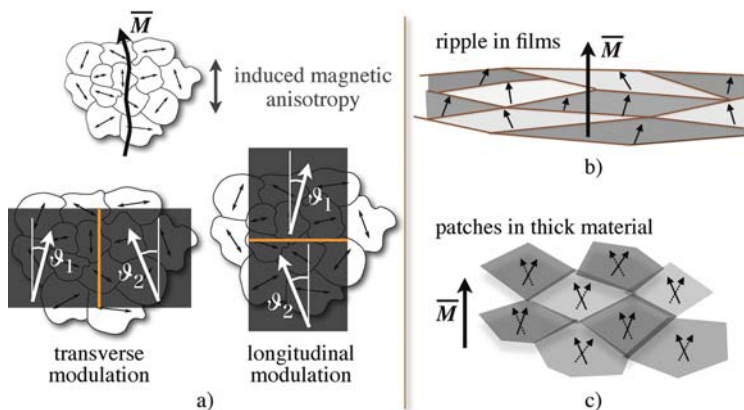 M̅
induced magnetic
anisotropy
ϑ₁
ϑ₂
ϑ₁
ϑ₂
transverse
modulation
longitudinal
modulation
a)
ripple in films
M̅
b)
patches in thick material
M̅
c)